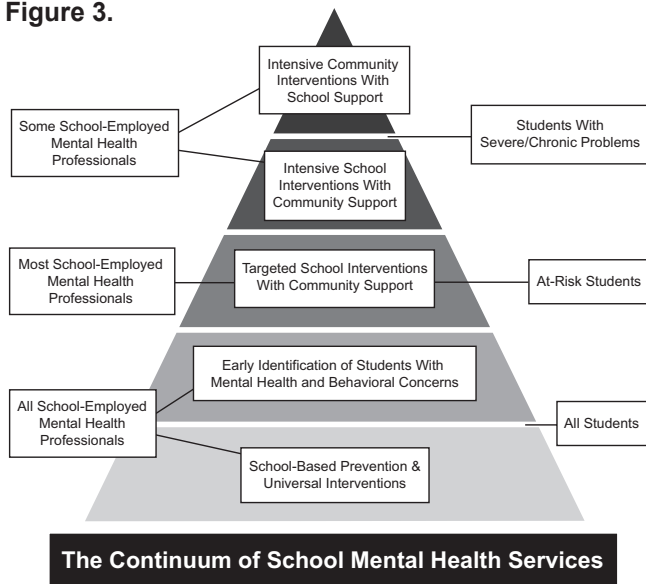 Figure 3.
Intensive Community
Interventions With
School Support
Some School-Employed
Mental Health
Professionals
Students With
Severe/Chronic Problems
Intensive School
Interventions With
Community Support
Most School-Employed
Mental Health
Professionals
Targeted School Interventions
With Community Support
At-Risk Students
Early Identification of Students With
Mental Health and Behavioral Concerns
All School-Employed
Mental Health
Professionals
All Students
School-Based Prevention &
Universal Interventions
The Continuum of School Mental Health Services